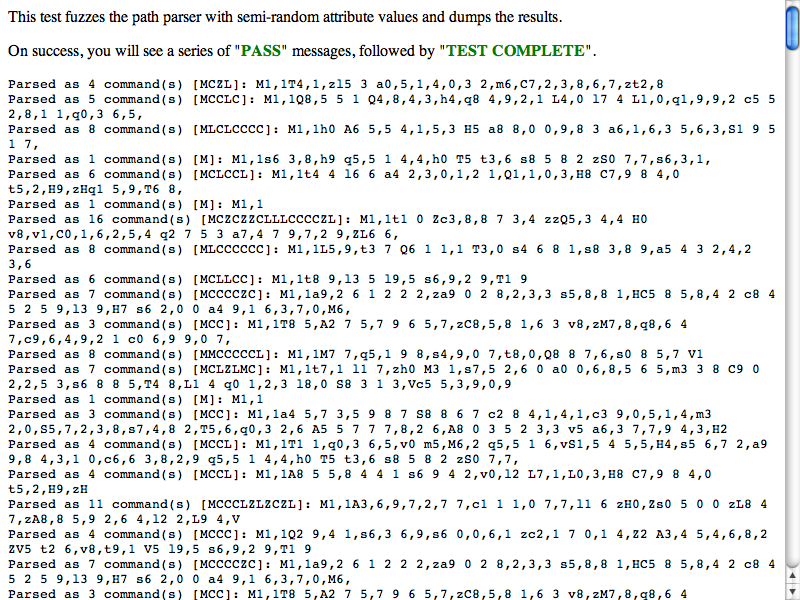 This test fuzzes the path parser with semi-random attribute values and dumps the results.
On success, you will see a series of "PASS" messages, followed by "TEST COMPLETE".
Parsed as 4 command(s) [MCZL]: M1,1T4,1,zl5 3 a0,5,1,4,0,3 2,m6,C7,2,3,8,6,7,zt2,8
Parsed as 5 command(s) [MCCLC]: M1,1Q8,5 5 1 Q4,8,4,3,h4,q8 4,9,2,1 L4,0 l7 4 L1,0,q1,9,9,2 c5 5
2,8,1 1,q0,3 6,5,
Parsed as 8 command(s) [MLCLCCCC]: M1,1h0 A6 5,5 4,1,5,3 H5 a8 8,0 0,9,8 3 a6,1,6,3 5,6,3,S1 9 5
1 7,
Parsed as 1 command(s) [M]: M1,1s6 3,8,h9 q5,5 1 4,4,h0 T5 t3,6 s8 5 8 2 zS0 7,7,s6,3,1,
Parsed as 6 command(s) [MCLCCL]: M1,1t4 4 l6 6 a4 2,3,0,1,2 1,Q1,1,0,3,H8 C7,9 8 4,0
t5,2,H9,zHq1 5,9,T6 8,
Parsed as 1 command(s) [M]: M1,1
Parsed as 16 command(s) [MCZCZZCLLLCCCCZL]: M1,1t1 0 Zc3,8,8 7 3,4 zzQ5,3 4,4 H0
v8,v1,C0,1,6,2,5,4 q2 7 5 3 a7,4 7 9,7,2 9,ZL6 6,
Parsed as 8 command(s) [MLCCCCCC]: M1,1L5,9,t3 7 Q6 1 1,1 T3,0 s4 6 8 1,s8 3,8 9,a5 4 3 2,4,2
3,6
Parsed as 6 command(s) [MCLLCC]: M1,1t8 9,l3 5 l9,5 s6,9,2 9,T1 9
Parsed as 7 command(s) [MCCCCZC]: M1,1a9,2 6 1 2 2 2,za9 0 2 8,2,3,3 s5,8,8 1,HC5 8 5,8,4 2 c8 4
5 2 5 9,l3 9,H7 s6 2,0 0 a4 9,1 6,3,7,0,M6,
Parsed as 3 command(s) [MCC]: M1,1T8 5,A2 7 5,7 9 6 5,7,zC8,5,8 1,6 3 v8,zM7,8,q8,6 4
7,c9,6,4,9,2 1 c0 6,9 9,0 7,
Parsed as 8 command(s) [MMCCCCCL]: M1,1M7 7,q5,1 9 8,s4,9,0 7,t8,0,Q8 8 7,6,s0 8 5,7 V1
Parsed as 7 command(s) [MCLZLMC]: M1,1t7,1 l1 7,zh0 M3 1,s7,5 2,6 0 a0 0,6,8,5 6 5,m3 3 8 C9 0
2,2,5 3,s6 8 8 5,T4 8,L1 4 q0 1,2,3 l8,0 S8 3 1 3,Vc5 5,3,9,0,9
Parsed as 1 command(s) [M]: M1,1
Parsed as 3 command(s) [MCC]: M1,1a4 5,7 3,5 9 8 7 S8 8 6 7 c2 8 4,1,4,1,c3 9,0,5,1,4,m3
2,0,S5,7,2,3,8,s7,4,8 2,T5,6,q0,3 2,6 A5 5 7 7 7,8,2 6,A8 0 3 5 2 3,3 v5 a6,3 7,7,9 4,3,H2
Parsed as 4 command(s) [MCCL]: M1,1T1 1,q0,3 6,5,v0 m5,M6,2 q5,5 1 6,vS1,5 4 5,5,H4,s5 6,7 2,a9
9,8 4,3,1 0,c6,6 3,8,2,9 q5,5 1 4,4,h0 T5 t3,6 s8 5 8 2 zS0 7,7,
Parsed as 4 command(s) [MCCL]: M1,1A8 5 5,8 4 4 1 s6 9 4 2,v0,l2 L7,1,L0,3,H8 C7,9 8 4,0
t5,2,H9,zH
Parsed as 11 command(s) [MCCCLZLZCZL]: M1,1A3,6,9,7,2,7 7,c1 1 1,0 7,7,l1 6 zH0,Zs0 5 0 0 zL8 4
7,zA8,8 5,9 2,6 4,l2 2,L9 4,V
Parsed as 4 command(s) [MCCC]: M1,1Q2 9,4 1,s6,3 6,9,s6 0,0,6,1 zc2,1 7 0,1 4,Z2 A3,4 5,4,6,8,2
ZV5 t2 6,v8,t9,1 V5 l9,5 s6,9,2 9,T1 9
Parsed as 7 command(s) [MCCCCZC]: M1,1a9,2 6 1 2 2 2,za9 0 2 8,2,3,3 s5,8,8 1,HC5 8 5,8,4 2 c8 4
5 2 5 9,l3 9,H7 s6 2,0 0 a4 9,1 6,3,7,0,M6,
Parsed as 3 command(s) [MCC]: M1,1T8 5,A2 7 5,7 9 6 5,7,zC8,5,8 1,6 3 v8,zM7,8,q8,6 4